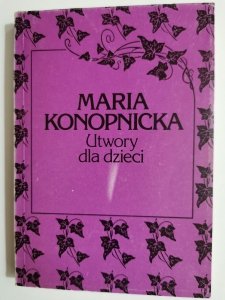 MARIA
KONOPNICKA
Utwory
dla dzieci